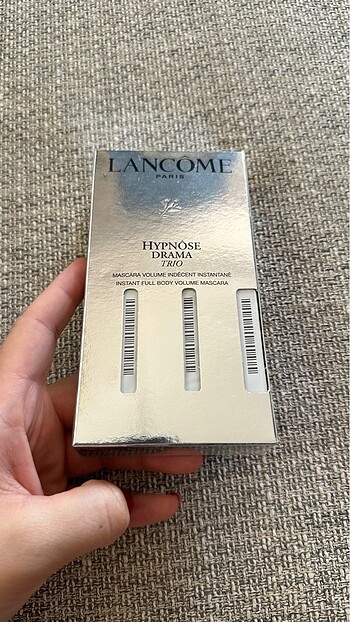 LANCÔME
PARIS
HYPNÔSE
DRAMA
TRIO
MASCARA VOLUME INDÉCENT INSTANTANÉ
INSTANT FULL BODY VOLUME MASCARA